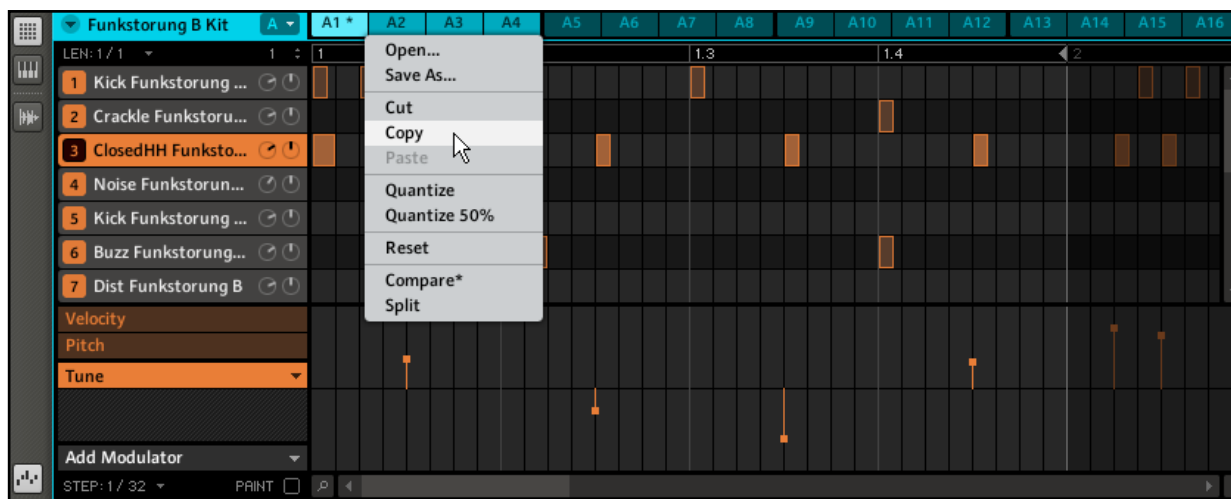 Funkstorung B Kit A A1 * A2 A3 A4 A5 A6 A7 A8 A9 A10 A11 A12 A13 A14 A15 A16
LEN: 1 / 1 1 1 1.3 1.4 2
Open...
Save As...
Cut
Copy
Paste
Quantize
Quantize 50%
Reset
Compare*
Split
1 Kick Funkstorung ...
2 Crackle Funkstoru...
3 ClosedHH Funksto...
4 Noise Funkstorun...
5 Kick Funkstorung ...
6 Buzz Funkstorung...
7 Dist Funkstorung B
Velocity
Pitch
Tune
Add Modulator
STEP: 1 / 32 PAINT